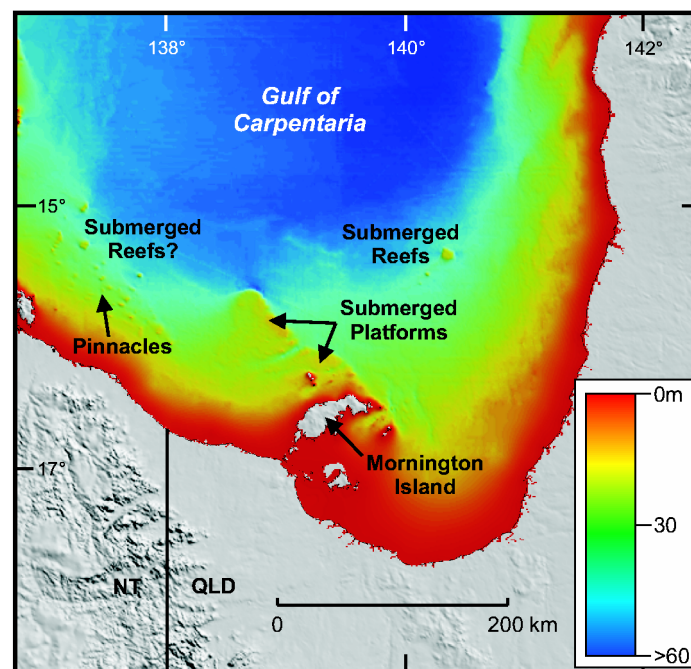 138°
140°
142°
Gulf of
Carpentaria
15°
Submerged
Reefs?
Submerged
Reefs
Submerged
Platforms
Pinnacles
0m
17°
Mornington
Island
30
NT
QLD
0
200 km
>60